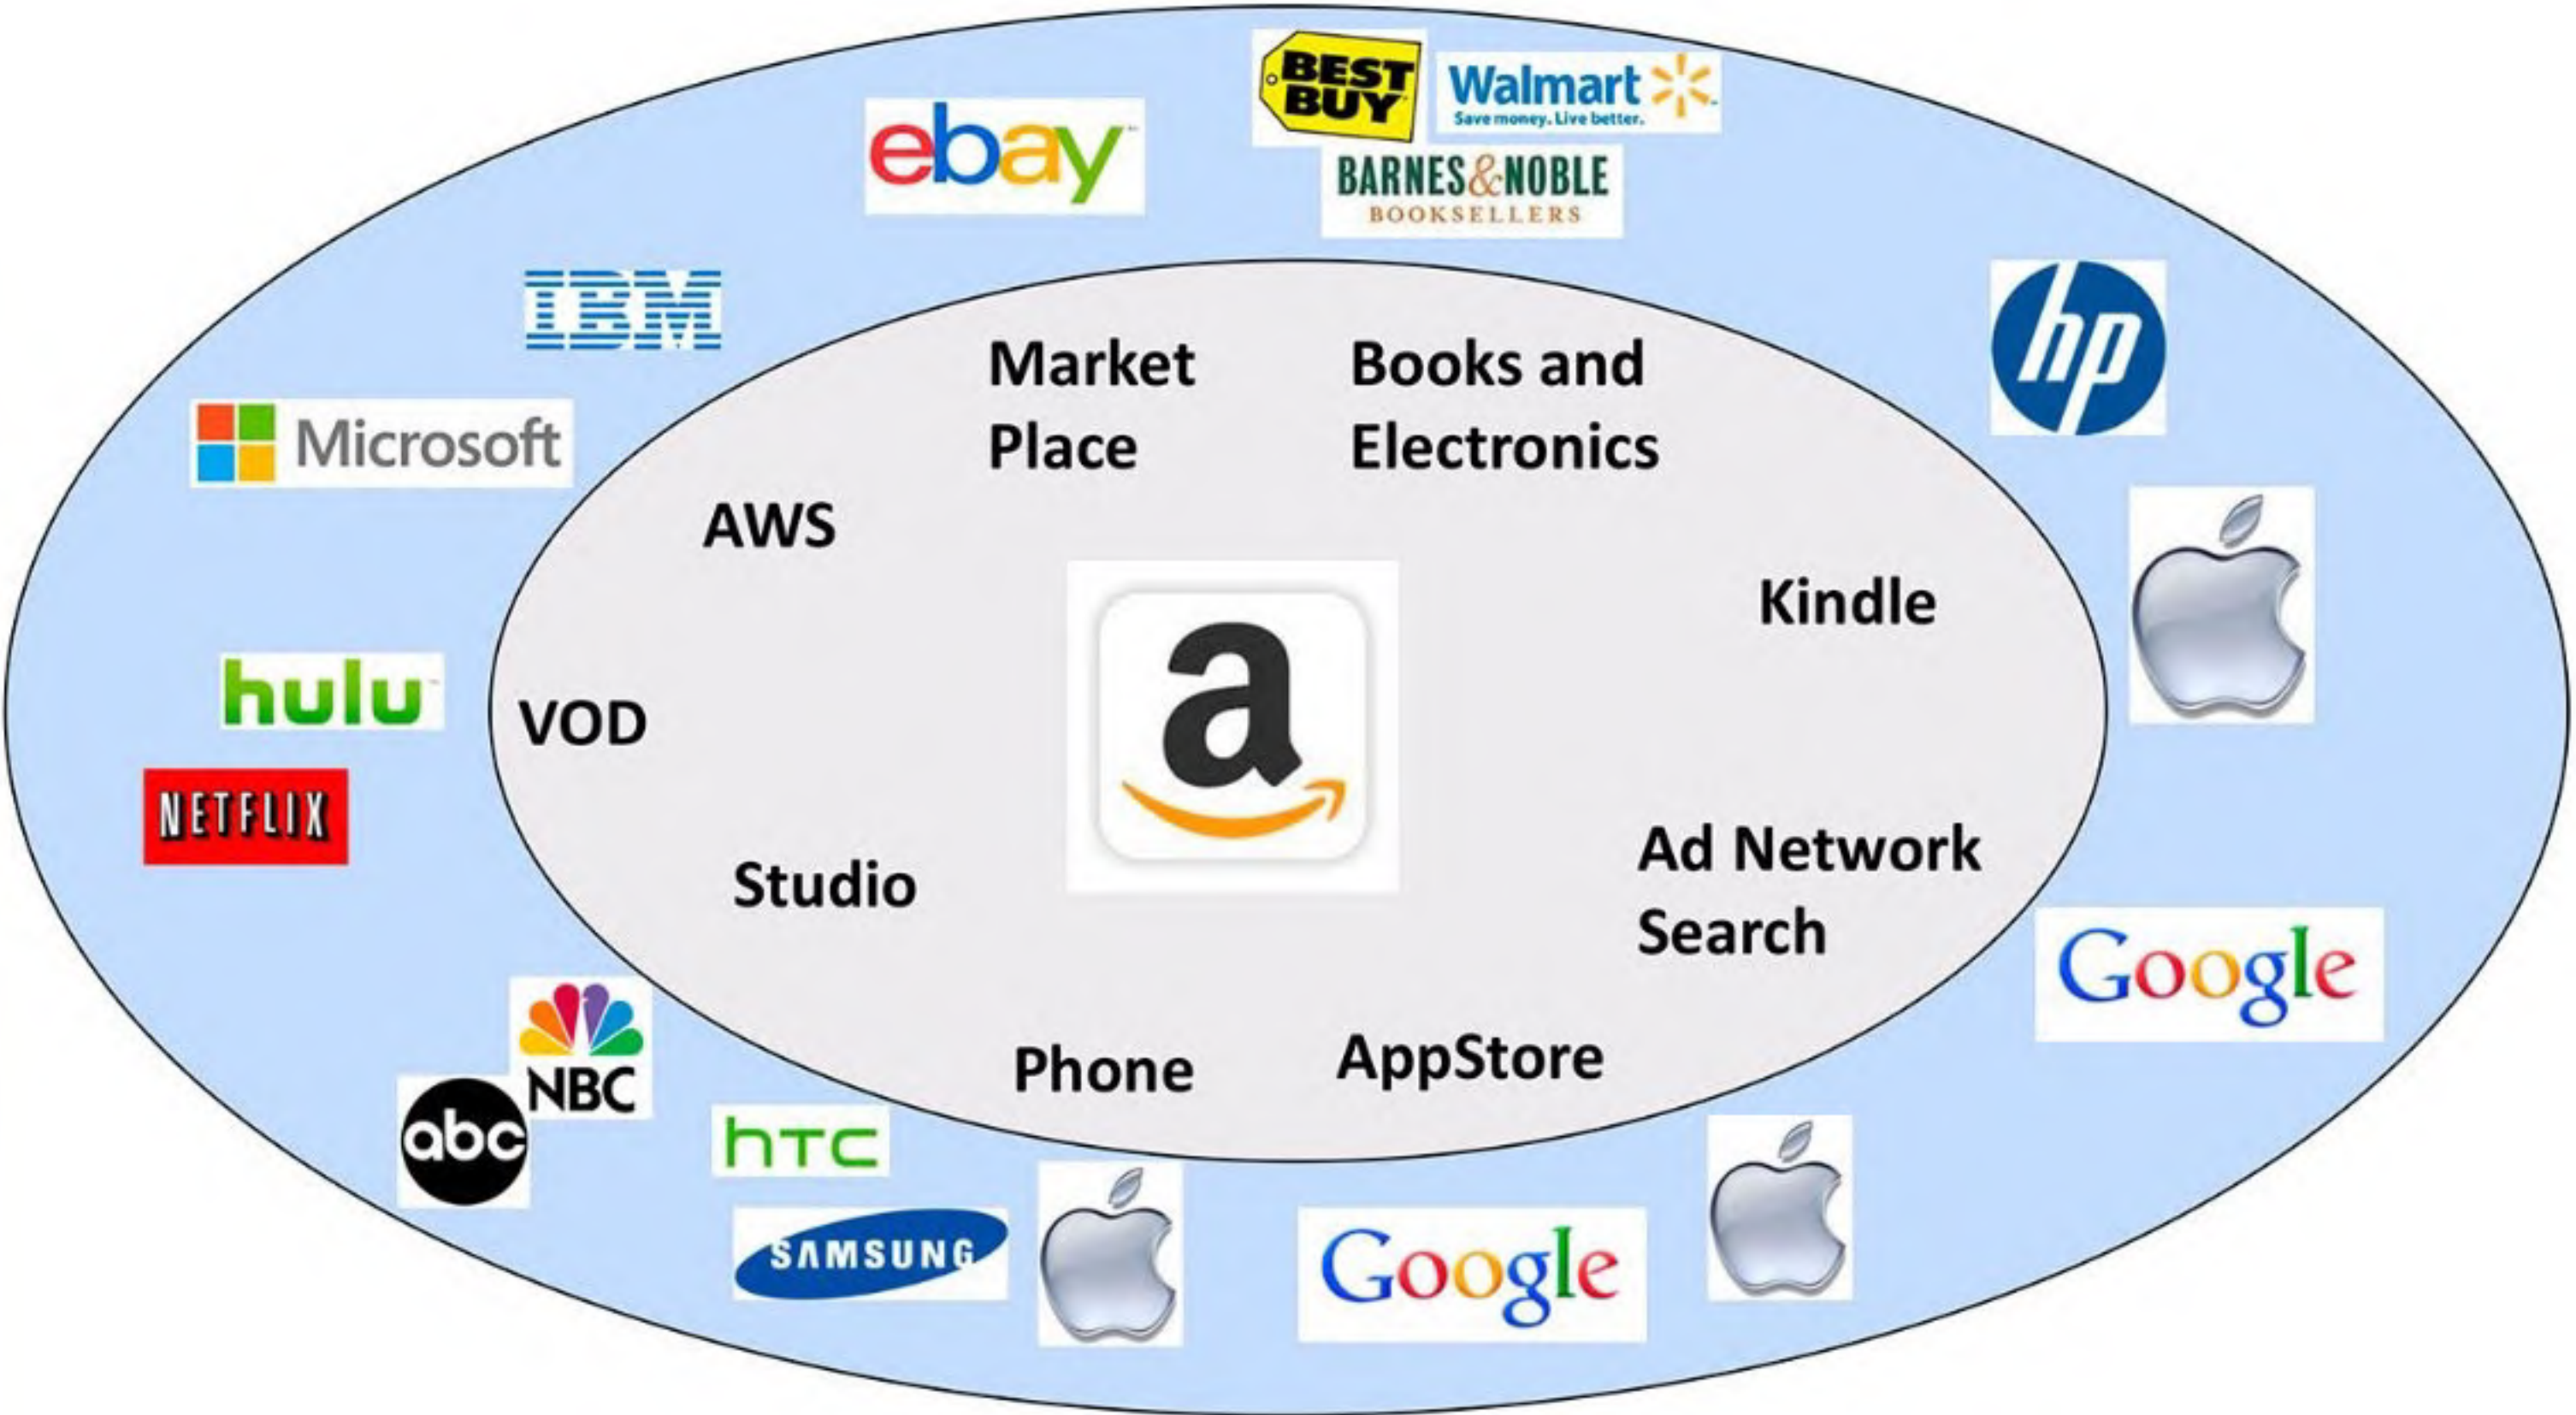 BEST
BUY
Walmart
Save money. Live better.
ebay
BARNES&NOBLE
BOOKSELLERS
IBM
hp
Market
Place
Books and
Electronics
Microsoft
AWS
Kindle
hulu
VOD
a
NETFLIX
Studio
Ad Network
Search
Google
NBC
abc
Phone
AppStore
hTC
SAMSUNG
Google